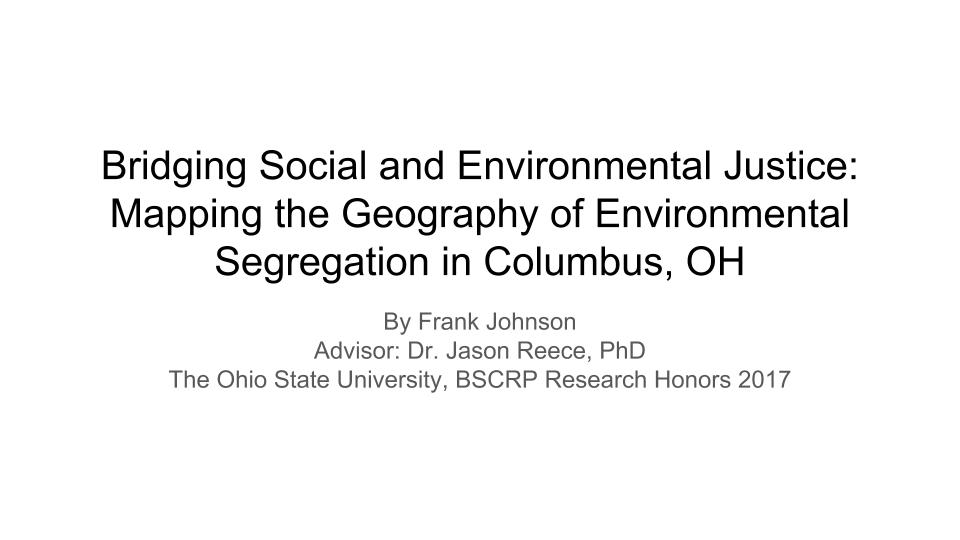 Bridging Social and Environmental Justice:
Mapping the Geography of Environmental
Segregation in Columbus, OH
By Frank Johnson
Advisor: Dr. Jason Reece, PhD
The Ohio State University, BSCRP Research Honors 2017